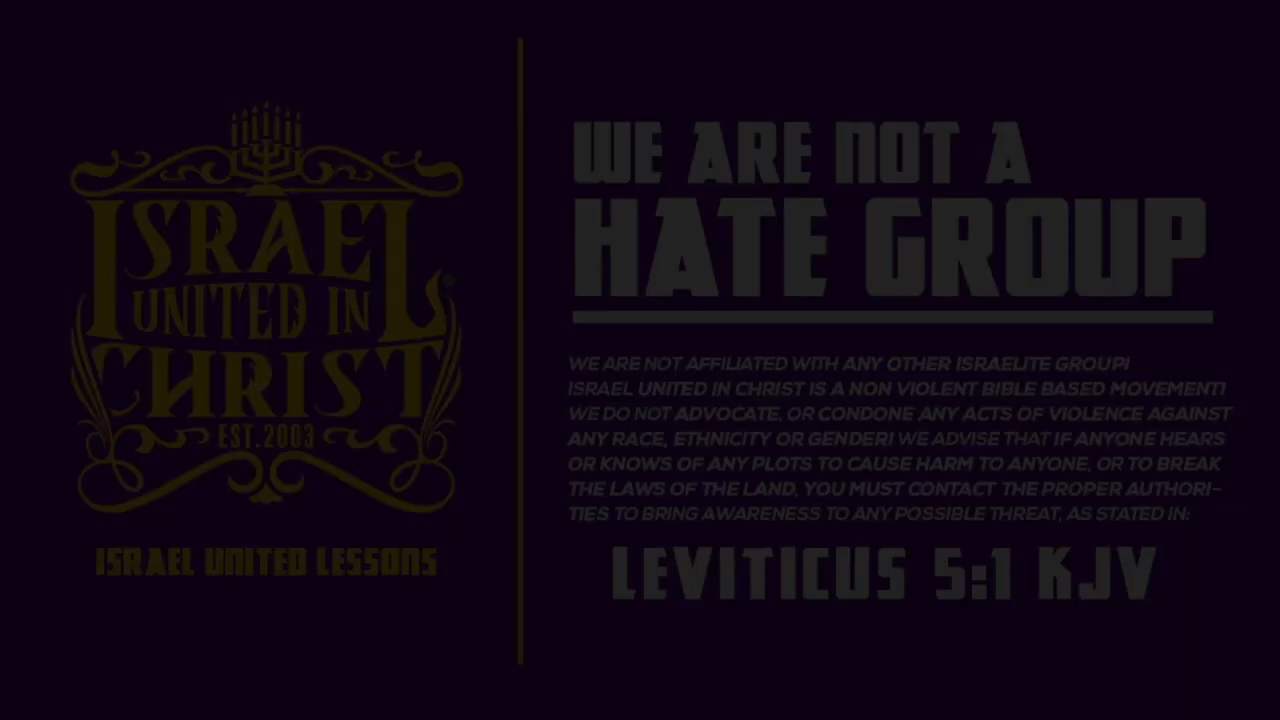 ISRAEL
UNITED IN
CHRIST
EST. 2003
ISRAEL UNITED LESSONS
WE ARE NOT A
HATE GROUP
WE ARE NOT AFFILIATED WITH ANY OTHER ISRAELITE GROUP!
ISRAEL UNITED IN CHRIST IS A NON VIOLENT BIBLE BASED MOVEMENT!
WE DO NOT ADVOCATE, OR CONDONE ANY ACTS OF VIOLENCE AGAINST
ANY RACE, ETHNICITY OR GENDER! WE ADVISE THAT IF ANYONE HEARS
OR KNOWS OF ANY PLOTS TO CAUSE HARM TO ANYONE, OR TO BREAK
THE LAWS OF THE LAND, YOU MUST CONTACT THE PROPER AUTHORI-
TIES TO BRING AWARENESS TO ANY POSSIBLE THREAT, AS STATED IN:
LEVITICUS 5:1 KJV